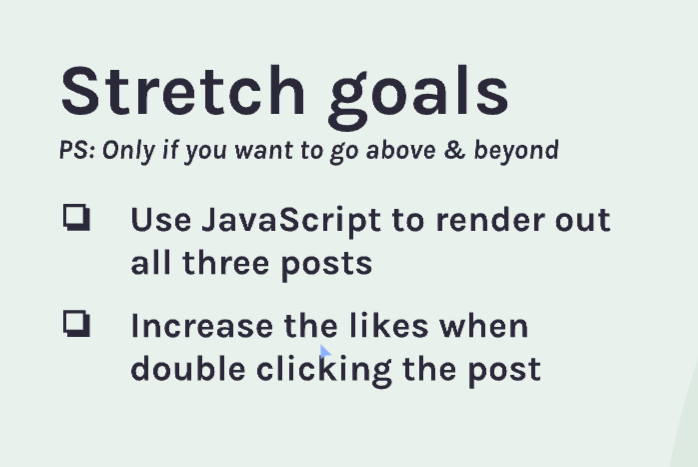 Stretch goals
PS: Only if you want to go above & beyond
Use JavaScript to render out
all three posts
Increase the likes when
double clicking the post